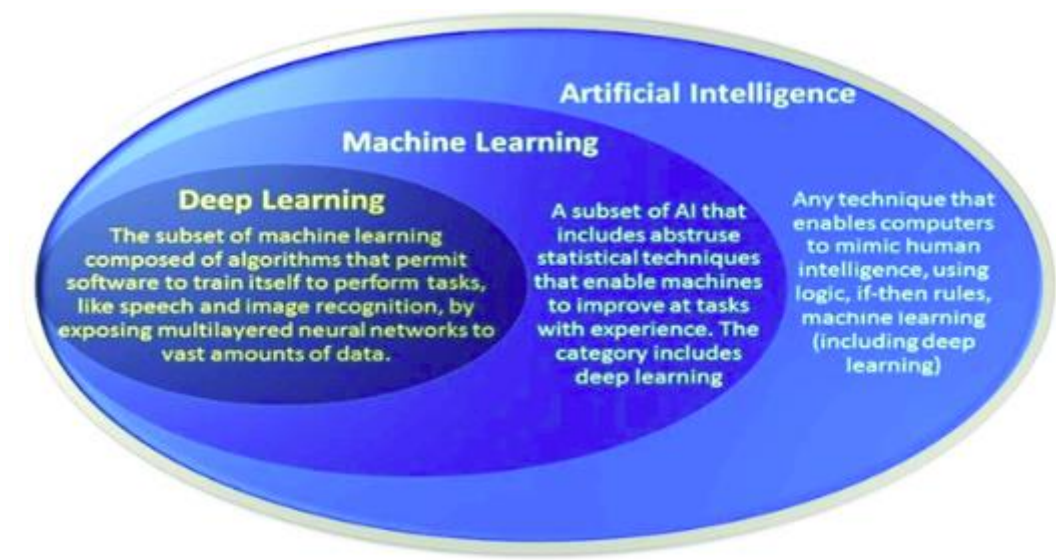 Artificial Intelligence
Machine Learning
Deep Learning
The subset of machine learning
composed of algorithms that permit
software to train itself to perform tasks,
like speech and image recognition, by
exposing multilayered neural networks to
vast amounts of data.
A subset of AI that
includes abstruse
statistical techniques
that enable machines
to improve at tasks
with experience. The
category includes
deep learning
Any technique that
enables computers
to mimic human
intelligence, using
logic, if-then rules,
machine learning
(including deep
learning)